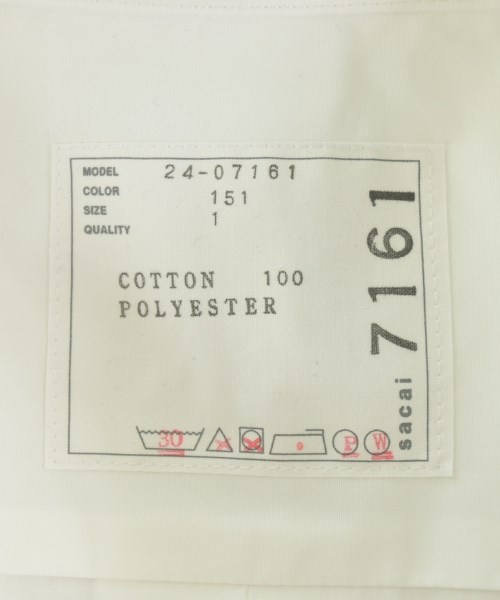 MODEL 24-07161
COLOR 151
SIZE 1
QUALITY
COTTON 100
POLYESTER
sacai 7161
30 P W